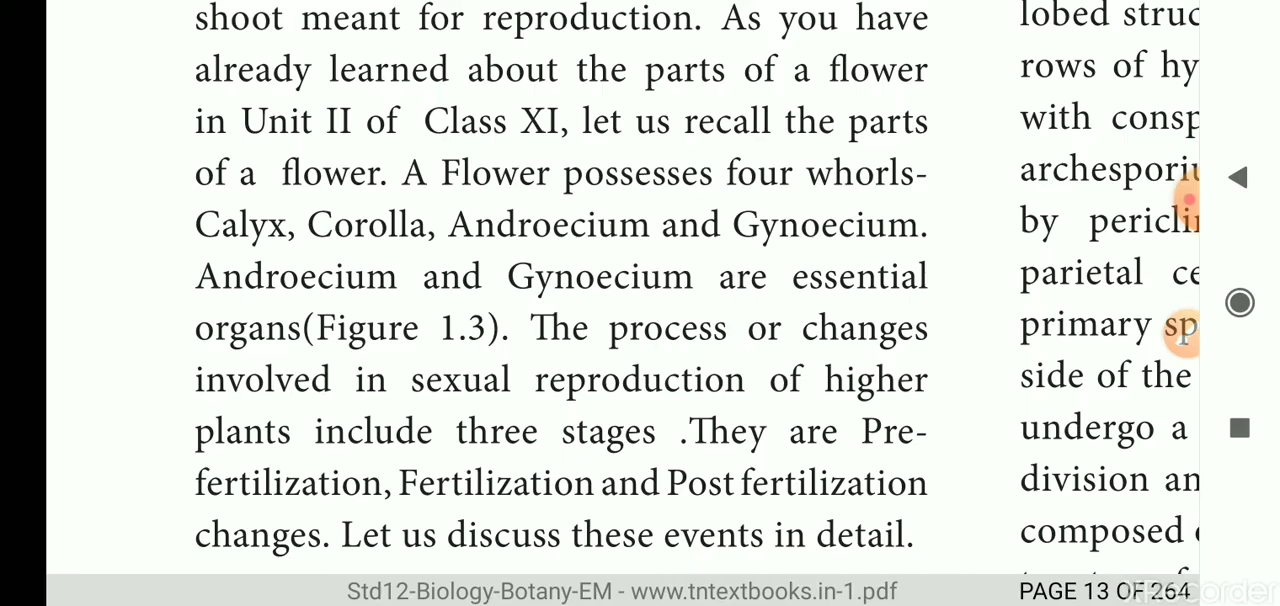 shoot meant for reproduction. As you have
already learned about the parts of a flower
in Unit II of Class XI, let us recall the parts
of a flower. A Flower possesses four whorls-
Calyx, Corolla, Androecium and Gynoecium.
Androecium and Gynoecium are essential
organs(Figure 1.3). The process or changes
involved in sexual reproduction of higher
plants include three stages .They are Pre-
fertilization, Fertilization and Post fertilization
changes. Let us discuss these events in detail.
lobed struc
rows of hy
with consp
archesporiu
by periclin
parietal ce
primary sp
side of the
undergo a
division an
composed
Std12-Biology-Botany-EM - www.tntextbooks.in-1.pdf
PAGE 13 OF 264